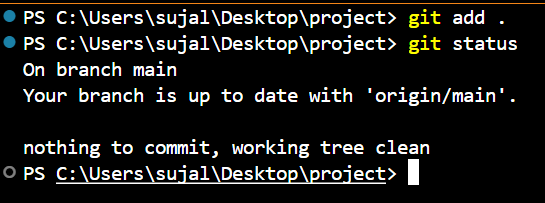 PS C:\Users\sujal\Desktop\project> git add .
PS C:\Users\sujal\Desktop\project> git status
On branch main
Your branch is up to date with 'origin/main'.
nothing to commit, working tree clean
PS C:\Users\sujal\Desktop\project>